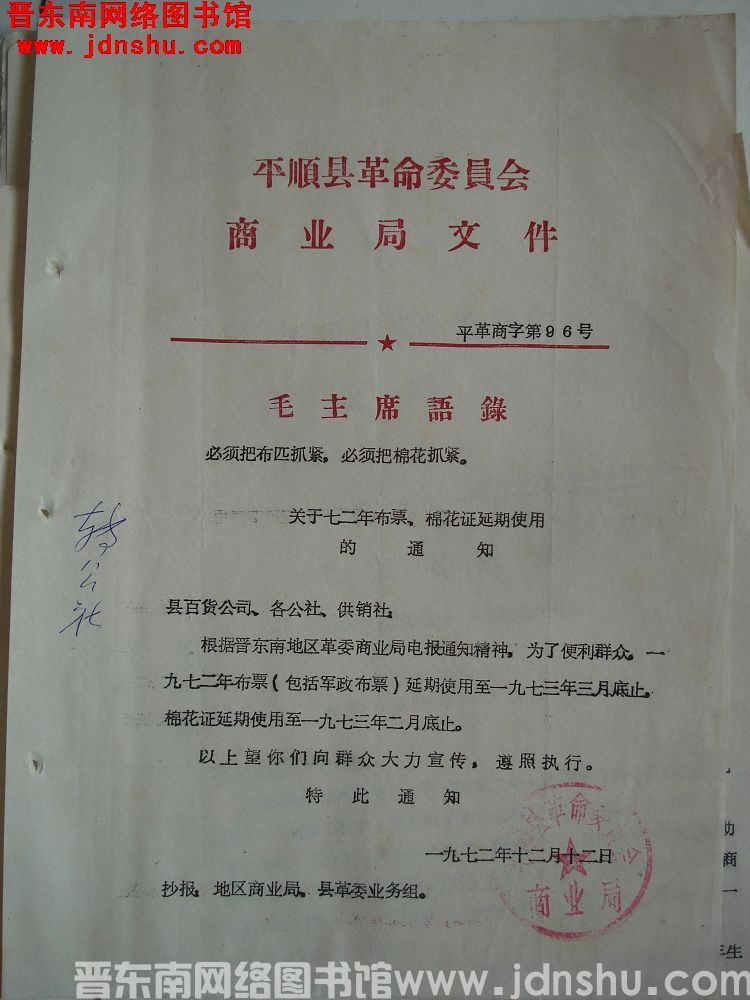 晋东南网络图书馆
www.jdnshu.com
平順县革命委員会
商业局文件
平革商字第96号
毛主席語錄
必须把布匹抓紧，必须把棉花抓紧。
关于七二年布票、棉花证延期使用
的通知
转公社
县百货公司、各公社、供销社
根据晋东南地区革委商业局电报通知精神，为了便利群众，一
九七二年布票（包括军政布票）延期使用至一九七三年三月底止。
棉花证延期使用至一九七三年二月底止。
以上望你们向群众大力宣传，遵照执行。
特此通知
一九七二年十二月十二日
革命委员会
商业局
抄报，地区商业局。县革委业务组。
商
一
生
晋东南网络图书馆www.jdnshu.com